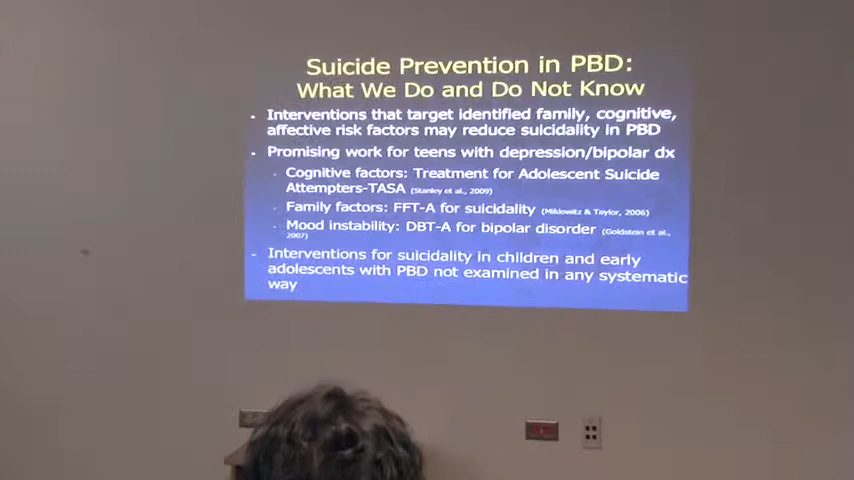 Suicide Prevention in PBD:
What We Do and Do Not Know
• Interventions that target identified family, cognitive,
affective risk factors may reduce suicidality in PBD
• Promising work for teens with depression/bipolar dx
• Cognitive factors: Treatment for Adolescent Suicide
Attempters-TASA (Stanley et al., 2009)
• Family factors: FFT-A for suicidality (Miklowitz & Taylor, 2006)
• Mood instability: DBT-A for bipolar disorder (Goldstein et al.,
2007)
• Interventions for suicidality in children and early
adolescents with PBD not examined in any systematic
way